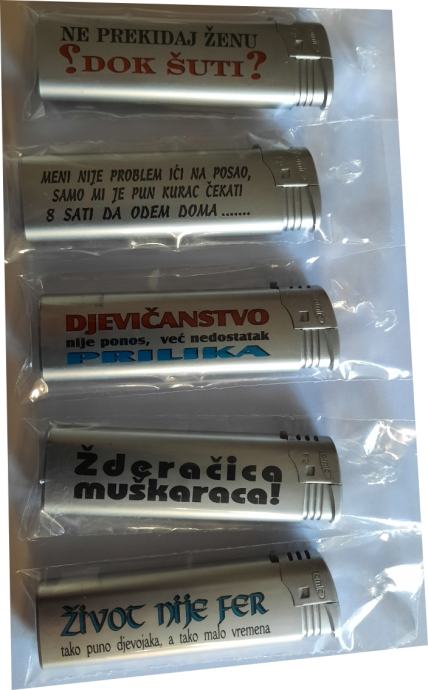 NE PREKIDAJ ŽENU
?DOK ŠUTI?
MENI NIJE PROBLEM IĆI NA POSAO,
SAMO MI JE PUN KURAC ČEKATI
8 SATI DA ODEM DOMA .......
DJEVIČANSTVO
nije ponos, već nedostatak
PRILIKA
Žderačica
muškaraca!
ŽIVOT NIJE FER
tako puno djevojaka, a tako malo vremena